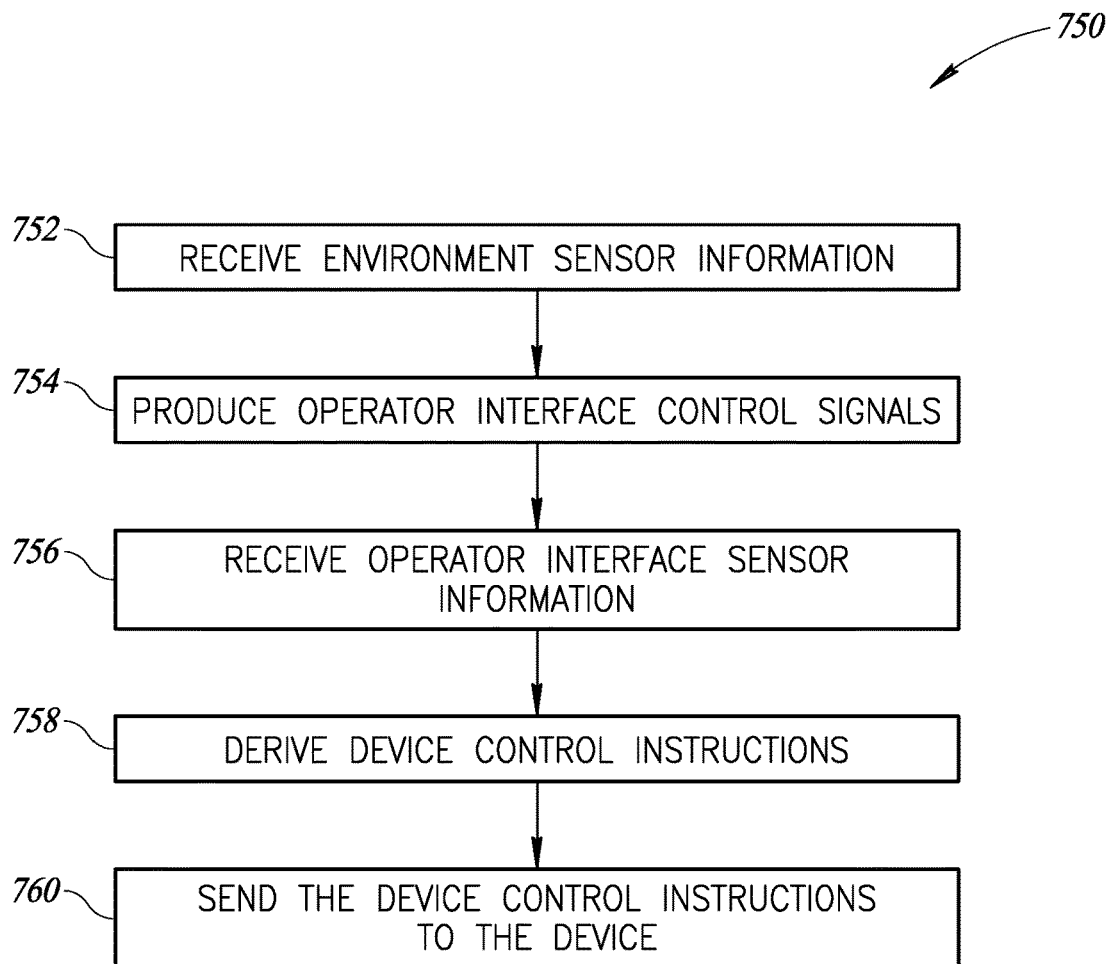 750
752
RECEIVE ENVIRONMENT SENSOR INFORMATION
754
PRODUCE OPERATOR INTERFACE CONTROL SIGNALS
756
RECEIVE OPERATOR INTERFACE SENSOR
INFORMATION
758
DERIVE DEVICE CONTROL INSTRUCTIONS
760
SEND THE DEVICE CONTROL INSTRUCTIONS
TO THE DEVICE